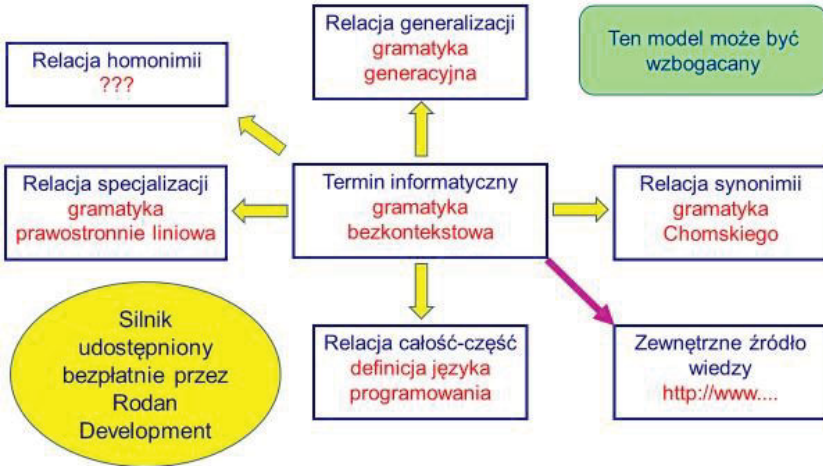 Relacja homonimii
???
Relacja generalizacji
gramatyka
generacyjna
Ten model może być
wzbogacany
Relacja specjalizacji
gramatyka
prawostronnie liniowa
Termin informatyczny
gramatyka
bezkontekstowa
Relacja synonimii
gramatyka
Chomskiego
Silnik
udostępniony
bezpłatnie przez
Rodan
Development
Relacja całość-część
definicja języka
programowania
Zewnętrzne źródło
wiedzy
http://www....